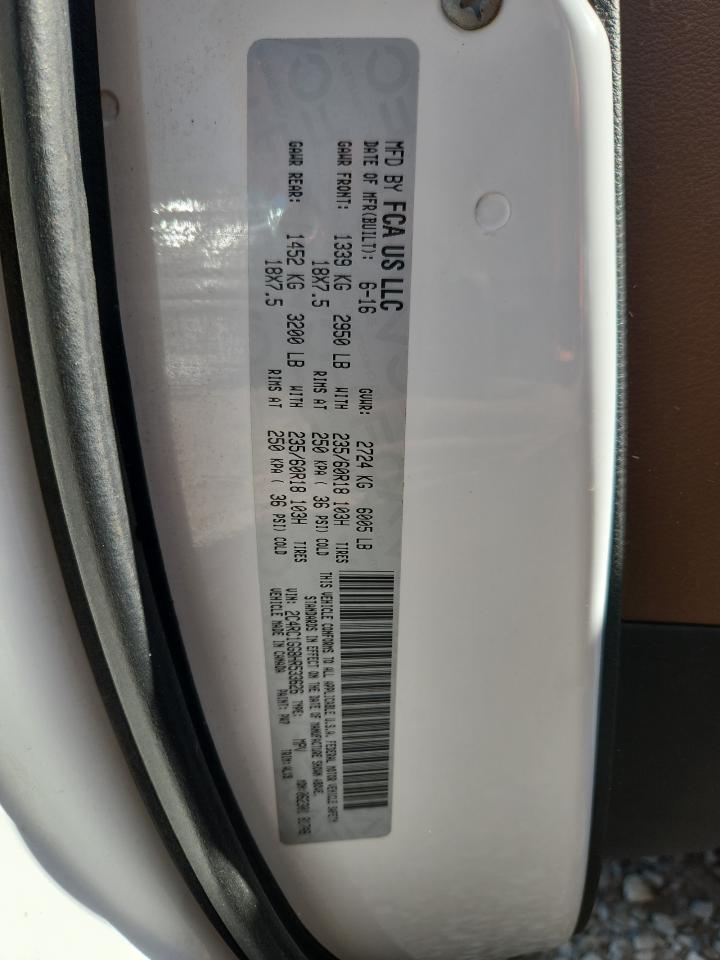 MFD BY FCA US LLC
DATE OF MFR(BUILT): 6-16 GVWR: 2724 KG 6005 LB
GAWR FRONT: 1339 KG 2950 LB WITH 235/60R18 103H TIRES
18X7.5 RIMS AT 250 KPA ( 36 PSI) COLD
GAWR REAR: 1452 KG 3200 LB WITH 235/60R18 103H TIRES
18X7.5 RIMS AT 250 KPA ( 36 PSI) COLD
THIS VEHICLE CONFORMS TO ALL APPLICABLE U.S.A. FEDERAL MOTOR VEHICLE SAFETY
STANDARDS IN EFFECT ON THE DATE OF MANUFACTURE SHOWN ABOVE.
VIN: 2C4RC1GG8HR533626 TYPE: MPV
VEHICLE MADE IN CANADA PAINT: PW7